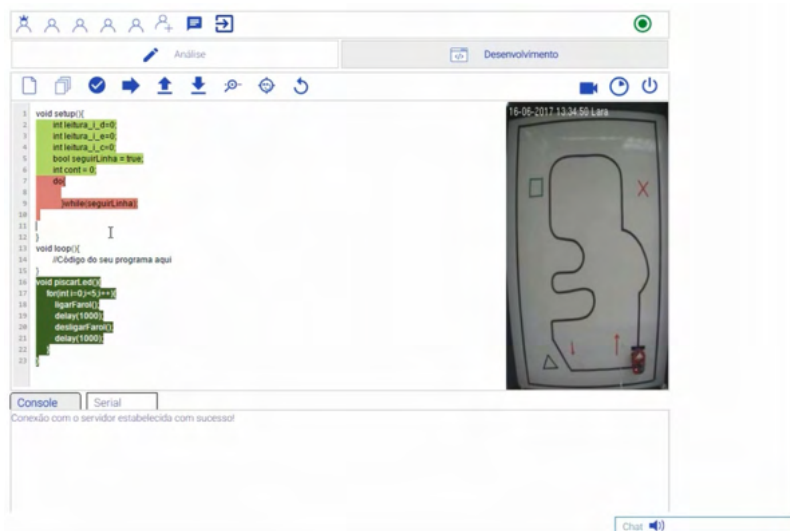 Análise
Desenvolvimento
1 void setup(){
2 int leitura_i_d=0;
3 int leitura_i_e=0;
4 int leitura_i_c=0;
5 bool seguirLinha = true;
6 int cont = 0;
7 do{
8
9 }while(seguirLinha);
10
11
12 }
13 void loop(){
14 //Código do seu programa aqui
15 }
16 void piscarLed(){
17 for(int i=0;i<5;i++){
18 ligarFarol();
19 delay(1000);
20 desligarFarol();
21 delay(1000);
22 }
23 }
16-06-2017 13:34:50 Lara
Console
Serial
Conexão com o servidor estabelecida com sucesso!
Chat